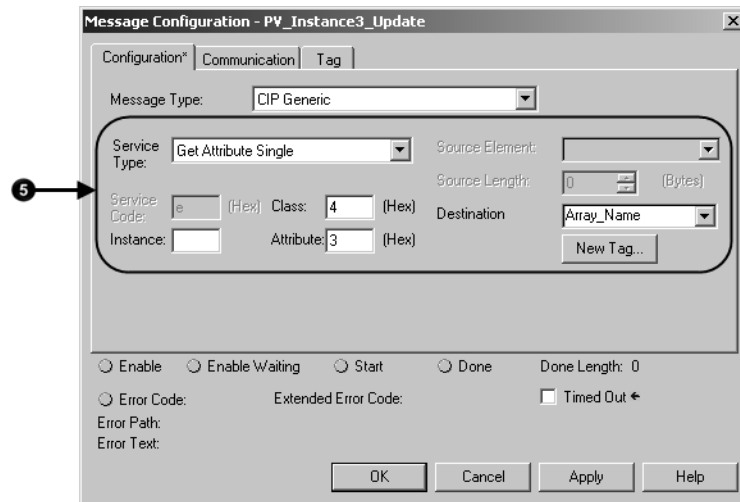 Message Configuration - PV_Instance3_Update
Configuration* Communication Tag
Message Type: CIP Generic
Service Type: Get Attribute Single Source Element:
Source Length: 0 (Bytes)
Service Code: e (Hex) Class: 4 (Hex) Destination Array_Name
Instance: Attribute: 3 (Hex) New Tag...
5
Enable Enable Waiting Start Done Done Length: 0
Error Code: Extended Error Code: Timed Out ←
Error Path:
Error Text:
OK Cancel Apply Help